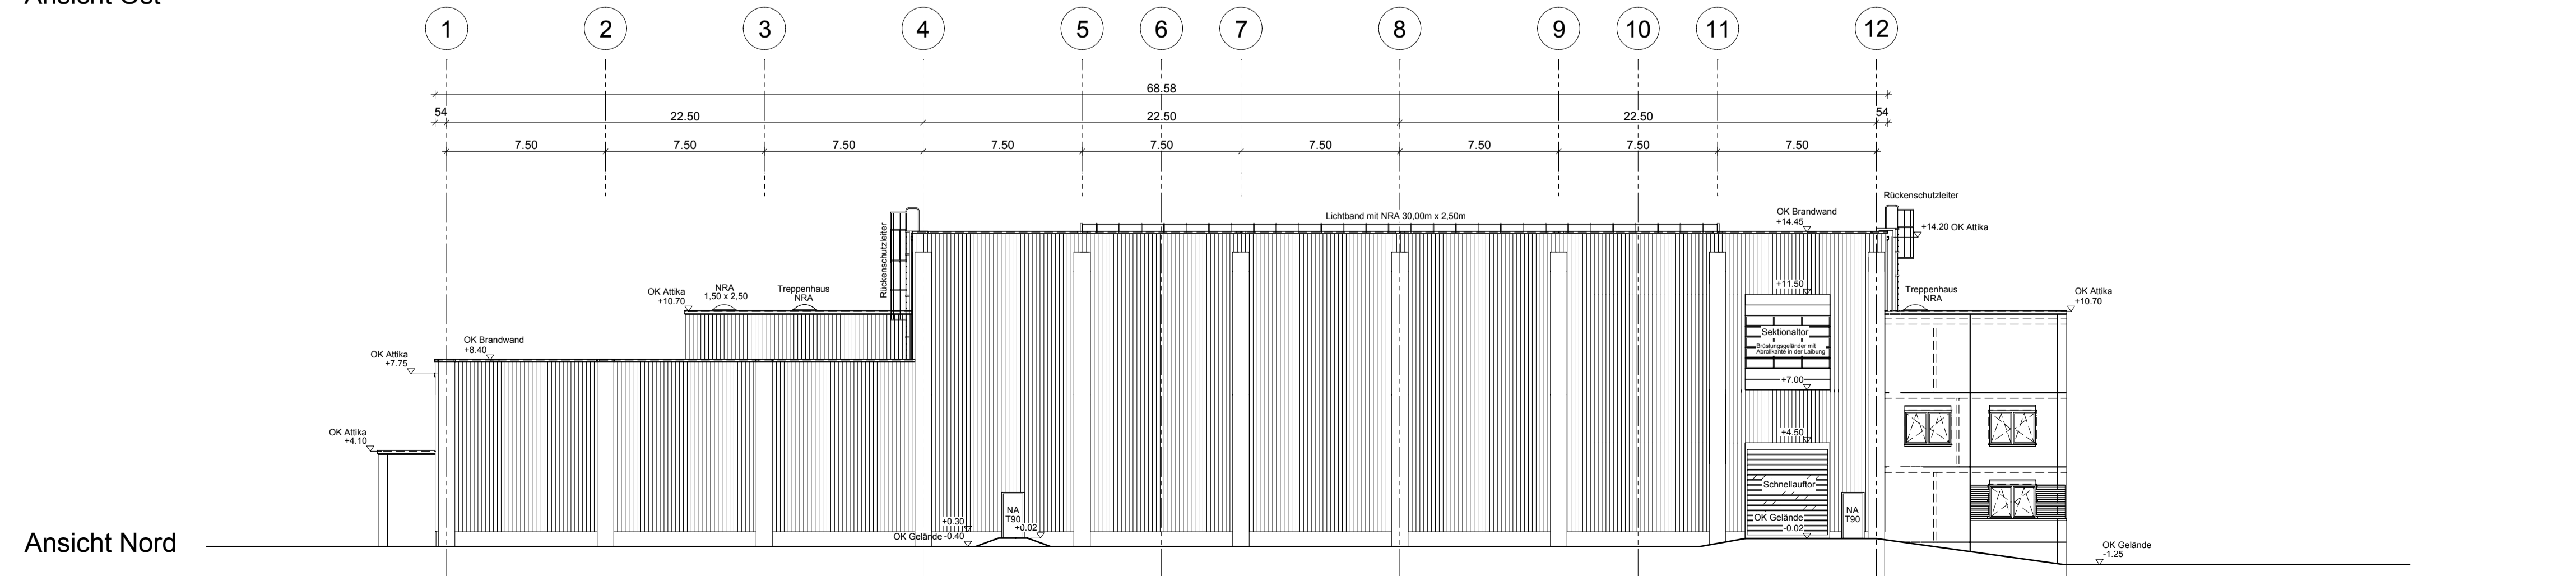 Ansicht Ost
1 2 3 4 5 6 7 8 9 10 11 12
68.58
54 22.50 22.50 22.50 54
7.50 7.50 7.50 7.50 7.50 7.50 7.50 7.50 7.50
Rückenschutzleiter
Rückenschutzleiter
Lichtband mit NRA 30,00m x 2,50m
OK Brandwand
+14.45
+14.20 OK Attika
OK Attika
+10.70
NRA
1,50 x 2,50
Treppenhaus
NRA
+11.50
Treppenhaus
NRA
OK Attika
+10.70
OK Brandwand
+8.40
OK Attika
+7.75
Sektionaltor
Brüstungsgeländer mit
Abrollkante in der Laibung
+7.00
OK Attika
+4.10
+4.50
Schnellauftor
NA
T90
+0.30
+0.02
OK Gelände -0.40
OK Gelände
-0.02
NA
T90
Ansicht Nord
OK Gelände
-1.25